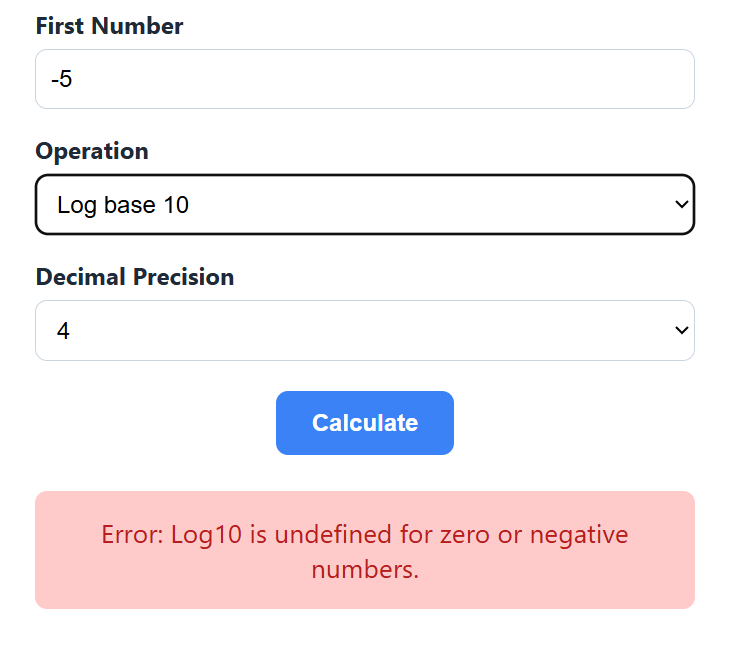 First Number
-5
Operation
Log base 10
Decimal Precision
4
Calculate
Error: Log10 is undefined for zero or negative
numbers.